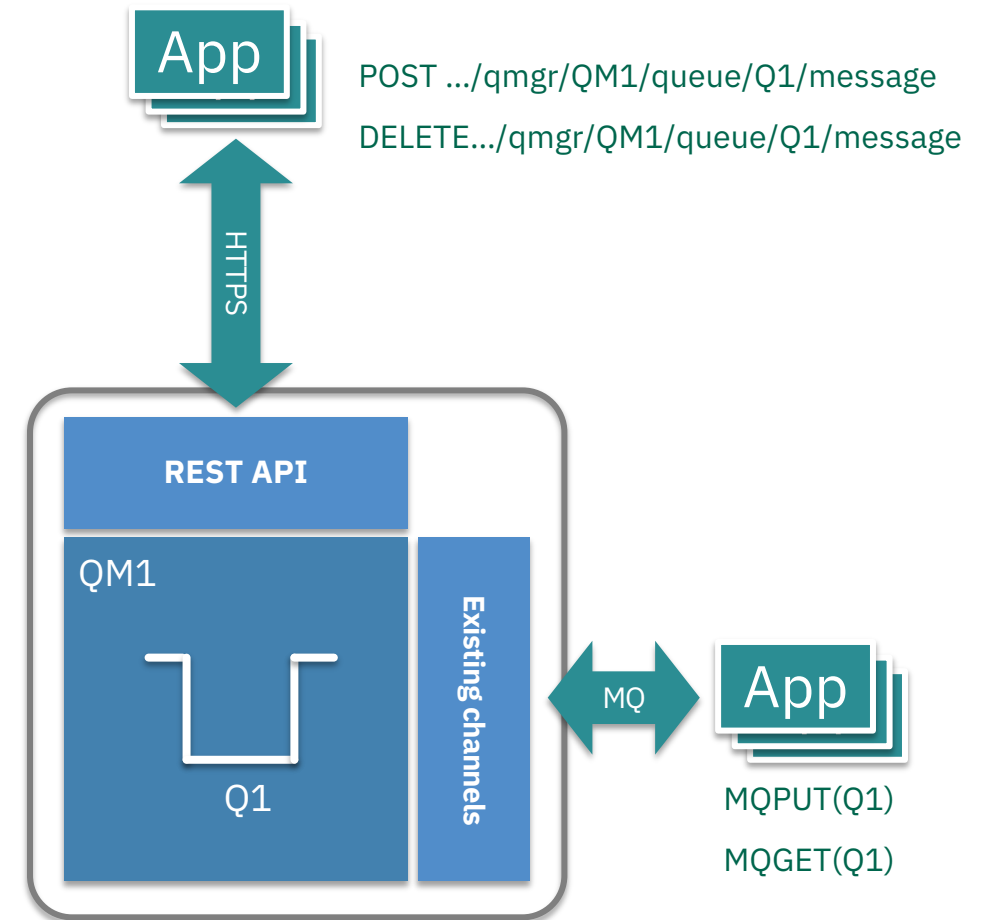 App
POST .../qmgr/QM1/queue/Q1/message
DELETE.../qmgr/QM1/queue/Q1/message
HTTPS
REST API
QM1
Q1
Existing channels
MQ
App
MQPUT(Q1)
MQGET(Q1)